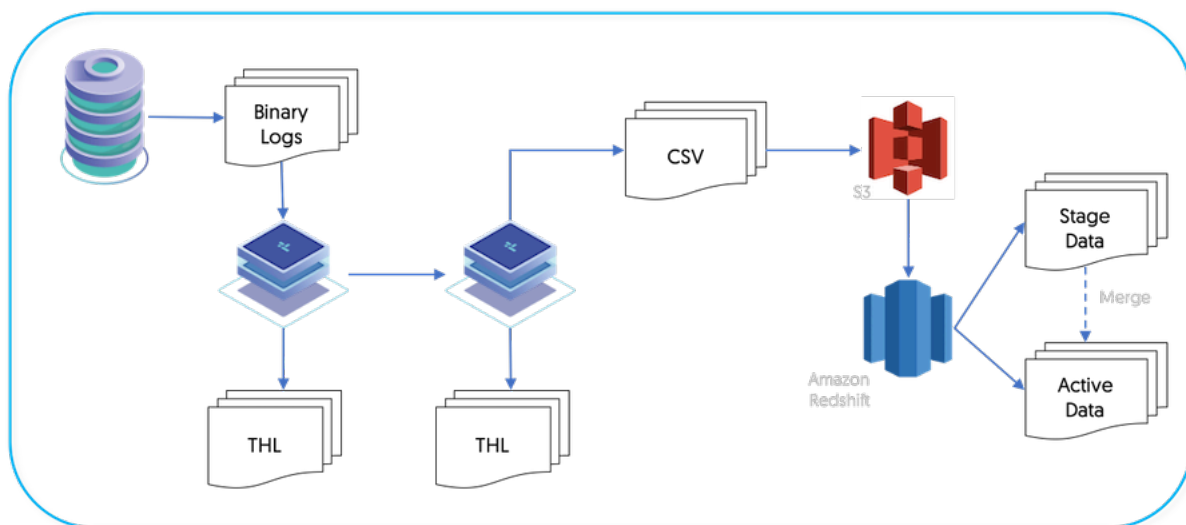 Binary
Logs
CSV
S3
Stage
Data
Merge
Amazon
Redshift
Active
Data
THL
THL